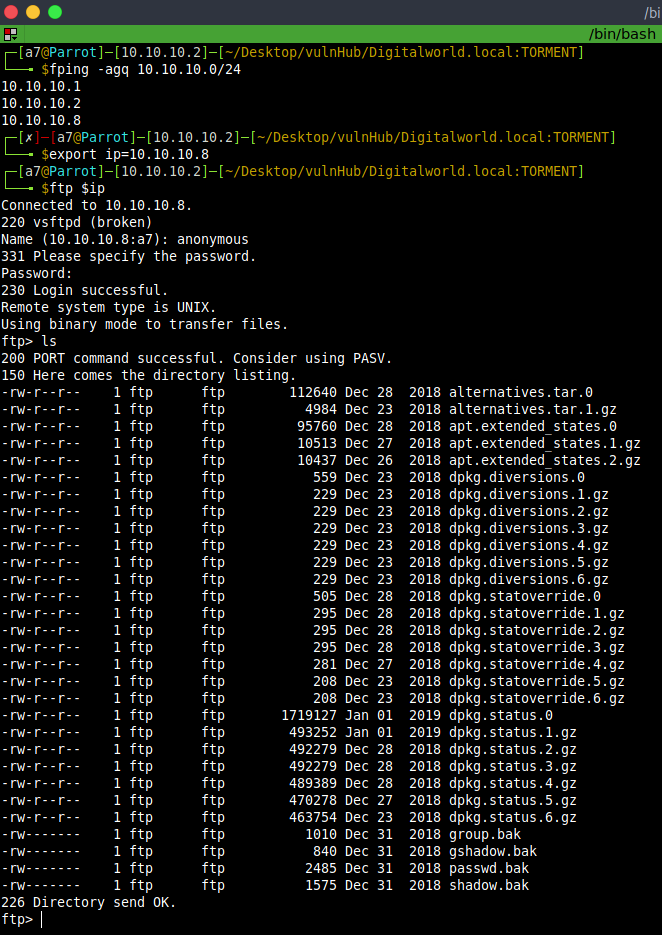 /bi
/bin/bash
┌─[a7@Parrot]─[10.10.10.2]─[~/Desktop/vulnHub/Digitalworld.local:TORMENT]
└──╼ $fping -agq 10.10.10.0/24
10.10.10.1
10.10.10.2
10.10.10.8
┌─[✗]─[a7@Parrot]─[10.10.10.2]─[~/Desktop/vulnHub/Digitalworld.local:TORMENT]
└──╼ $export ip=10.10.10.8
┌─[a7@Parrot]─[10.10.10.2]─[~/Desktop/vulnHub/Digitalworld.local:TORMENT]
└──╼ $ftp $ip
Connected to 10.10.10.8.
220 vsftpd (broken)
Name (10.10.10.8:a7): anonymous
331 Please specify the password.
Password:
230 Login successful.
Remote system type is UNIX.
Using binary mode to transfer files.
ftp> ls
200 PORT command successful. Consider using PASV.
150 Here comes the directory listing.
-rw-r--r--    1 ftp      ftp        112640 Dec 28  2018 alternatives.tar.0
-rw-r--r--    1 ftp      ftp          4984 Dec 23  2018 alternatives.tar.1.gz
-rw-r--r--    1 ftp      ftp         95760 Dec 28  2018 apt.extended_states.0
-rw-r--r--    1 ftp      ftp         10513 Dec 27  2018 apt.extended_states.1.gz
-rw-r--r--    1 ftp      ftp         10437 Dec 26  2018 apt.extended_states.2.gz
-rw-r--r--    1 ftp      ftp           559 Dec 23  2018 dpkg.diversions.0
-rw-r--r--    1 ftp      ftp           229 Dec 23  2018 dpkg.diversions.1.gz
-rw-r--r--    1 ftp      ftp           229 Dec 23  2018 dpkg.diversions.2.gz
-rw-r--r--    1 ftp      ftp           229 Dec 23  2018 dpkg.diversions.3.gz
-rw-r--r--    1 ftp      ftp           229 Dec 23  2018 dpkg.diversions.4.gz
-rw-r--r--    1 ftp      ftp           229 Dec 23  2018 dpkg.diversions.5.gz
-rw-r--r--    1 ftp      ftp           229 Dec 23  2018 dpkg.diversions.6.gz
-rw-r--r--    1 ftp      ftp           505 Dec 28  2018 dpkg.statoverride.0
-rw-r--r--    1 ftp      ftp           295 Dec 28  2018 dpkg.statoverride.1.gz
-rw-r--r--    1 ftp      ftp           295 Dec 28  2018 dpkg.statoverride.2.gz
-rw-r--r--    1 ftp      ftp           295 Dec 28  2018 dpkg.statoverride.3.gz
-rw-r--r--    1 ftp      ftp           281 Dec 27  2018 dpkg.statoverride.4.gz
-rw-r--r--    1 ftp      ftp           208 Dec 23  2018 dpkg.statoverride.5.gz
-rw-r--r--    1 ftp      ftp           208 Dec 23  2018 dpkg.statoverride.6.gz
-rw-r--r--    1 ftp      ftp       1719127 Jan 01  2019 dpkg.status.0
-rw-r--r--    1 ftp      ftp        493252 Jan 01  2019 dpkg.status.1.gz
-rw-r--r--    1 ftp      ftp        492279 Dec 28  2018 dpkg.status.2.gz
-rw-r--r--    1 ftp      ftp        492279 Dec 28  2018 dpkg.status.3.gz
-rw-r--r--    1 ftp      ftp        489389 Dec 28  2018 dpkg.status.4.gz
-rw-r--r--    1 ftp      ftp        470278 Dec 27  2018 dpkg.status.5.gz
-rw-r--r--    1 ftp      ftp        463754 Dec 23  2018 dpkg.status.6.gz
-rw-------    1 ftp      ftp          1010 Dec 31  2018 group.bak
-rw-------    1 ftp      ftp           840 Dec 31  2018 gshadow.bak
-rw-------    1 ftp      ftp          2485 Dec 31  2018 passwd.bak
-rw-------    1 ftp      ftp          1575 Dec 31  2018 shadow.bak
226 Directory send OK.
ftp>